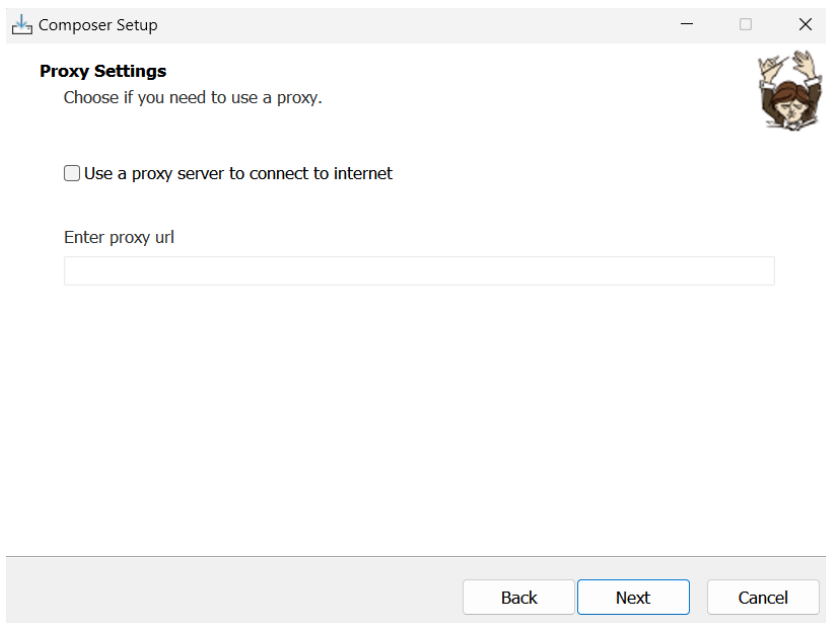 Composer Setup
Proxy Settings
Choose if you need to use a proxy.
Use a proxy server to connect to internet
Enter proxy url
Back Next Cancel